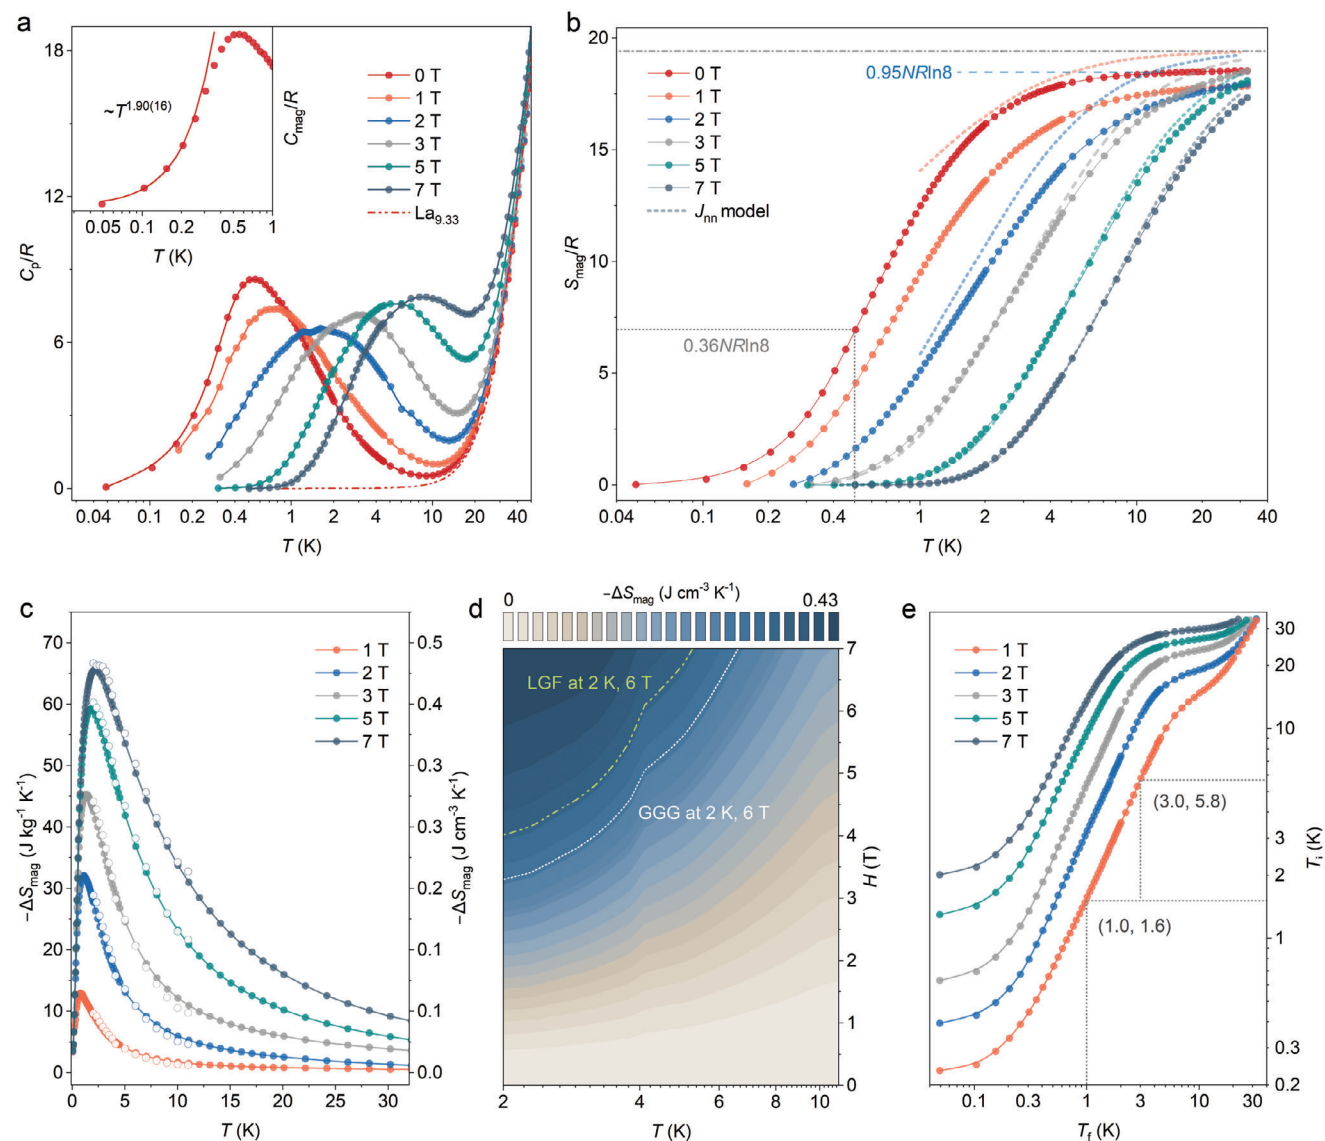 a
18
12
6
0
C_p/R
~T^1.90(16)
C_mag/R
0.05 0.1 0.2 0.5 1
T (K)
0 T
1 T
2 T
3 T
5 T
7 T
La_9.33
0.04 0.1 0.2 0.4 1 2 4 10 20 40
T (K)
b
20
15
10
5
0
S_mag/R
0.95NRln8
0 T
1 T
2 T
3 T
5 T
7 T
J_nn model
0.36NRln8
0.04 0.1 0.2 0.4 1 2 4 10 20 40
T (K)
c
70
60
50
40
30
20
10
0
−ΔS_mag (J kg^-1 K^-1)
1 T
2 T
3 T
5 T
7 T
0.5
0.4
0.3
0.3
0.2
0.1
0.1
0.0
−ΔS_mag (J cm^-3 K^-1)
0 5 10 15 20 25 30
T (K)
d
0 −ΔS_mag (J cm^-3 K^-1) 0.43
LGF at 2 K, 6 T
GGG at 2 K, 6 T
7
6
5
4
3
2
1
0
H (T)
2 4 6 8 10
T (K)
e
1 T
2 T
3 T
5 T
7 T
(3.0, 5.8)
(1.0, 1.6)
30
20
10
3
2
1
0.3
0.2
T_i (K)
0.1 0.3 1 3 10 30
T_f (K)